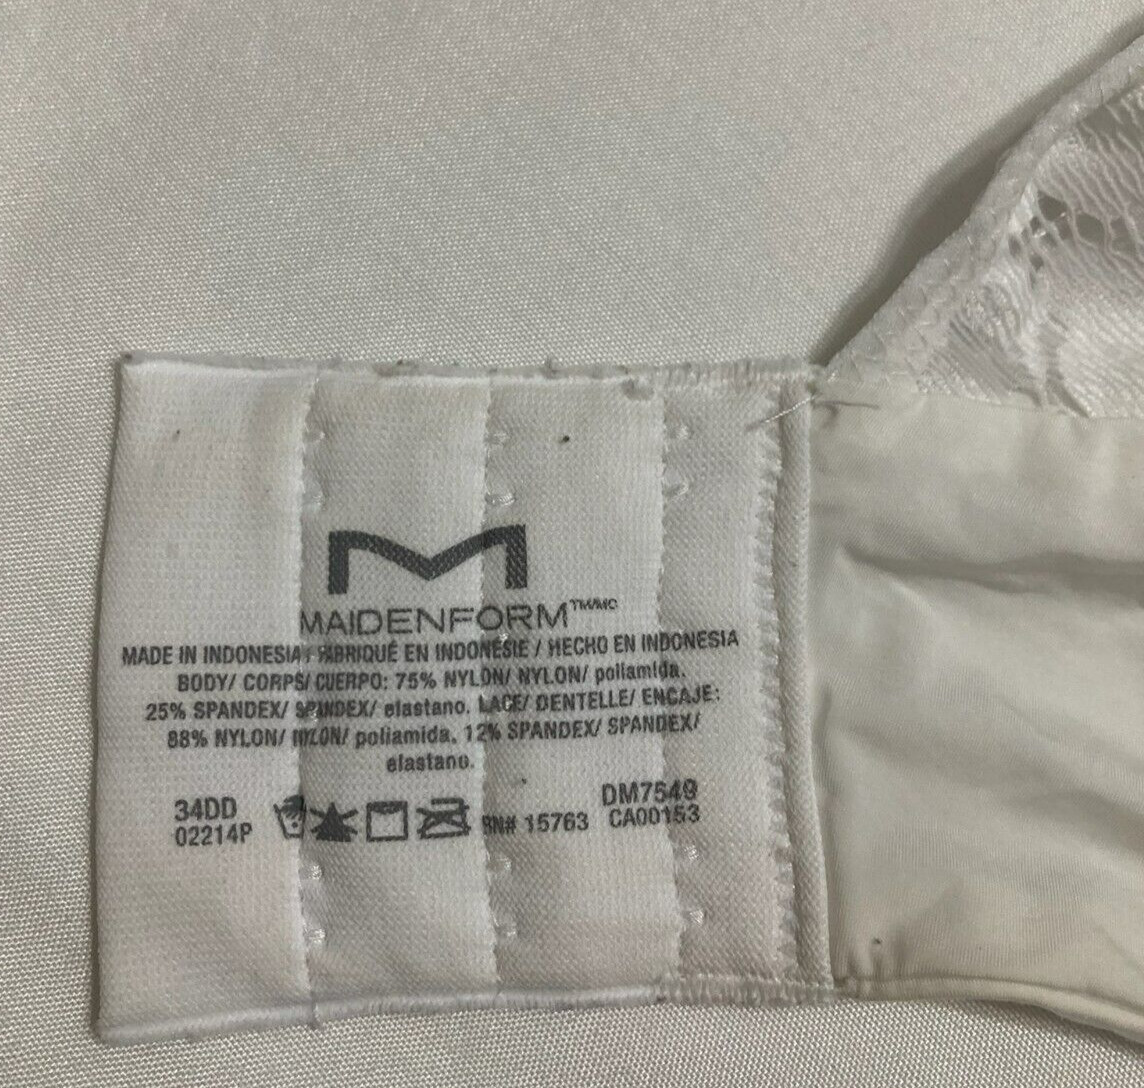 MAIDENFORM™/MC
MADE IN INDONESIA / FABRIQUÉ EN INDONÉSIE / HECHO EN INDONESIA
BODY/ CORPS/ CUERPO: 75% NYLON/ NYLON/ poliamida.
25% SPANDEX/ SPANDEX/ elastano. LACE/ DENTELLE/ ENCAJE:
88% NYLON/ NYLON/ poliamida, 12% SPANDEX/ SPANDEX/
elastano.
34DD DM7549
02214P RN# 15763 CA00153